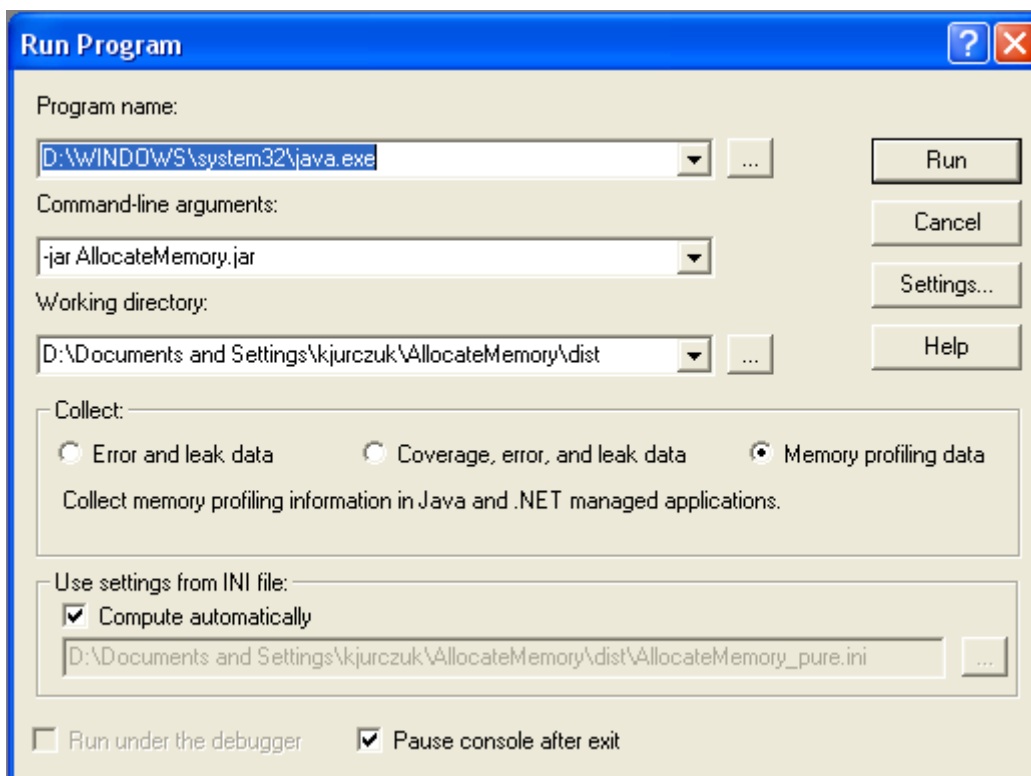 Run Program
Program name:
D:\WINDOWS\system32\java.exe
...
Run
Command-line arguments:
Cancel
-jar AllocateMemory.jar
Settings...
Working directory:
D:\Documents and Settings\kjurczuk\AllocateMemory\dist
...
Help
Collect:
Error and leak data
Coverage, error, and leak data
Memory profiling data
Collect memory profiling information in Java and .NET managed applications.
Use settings from INI file:
Compute automatically
D:\Documents and Settings\kjurczuk\AllocateMemory\dist\AllocateMemory_pure.ini
...
Run under the debugger
Pause console after exit